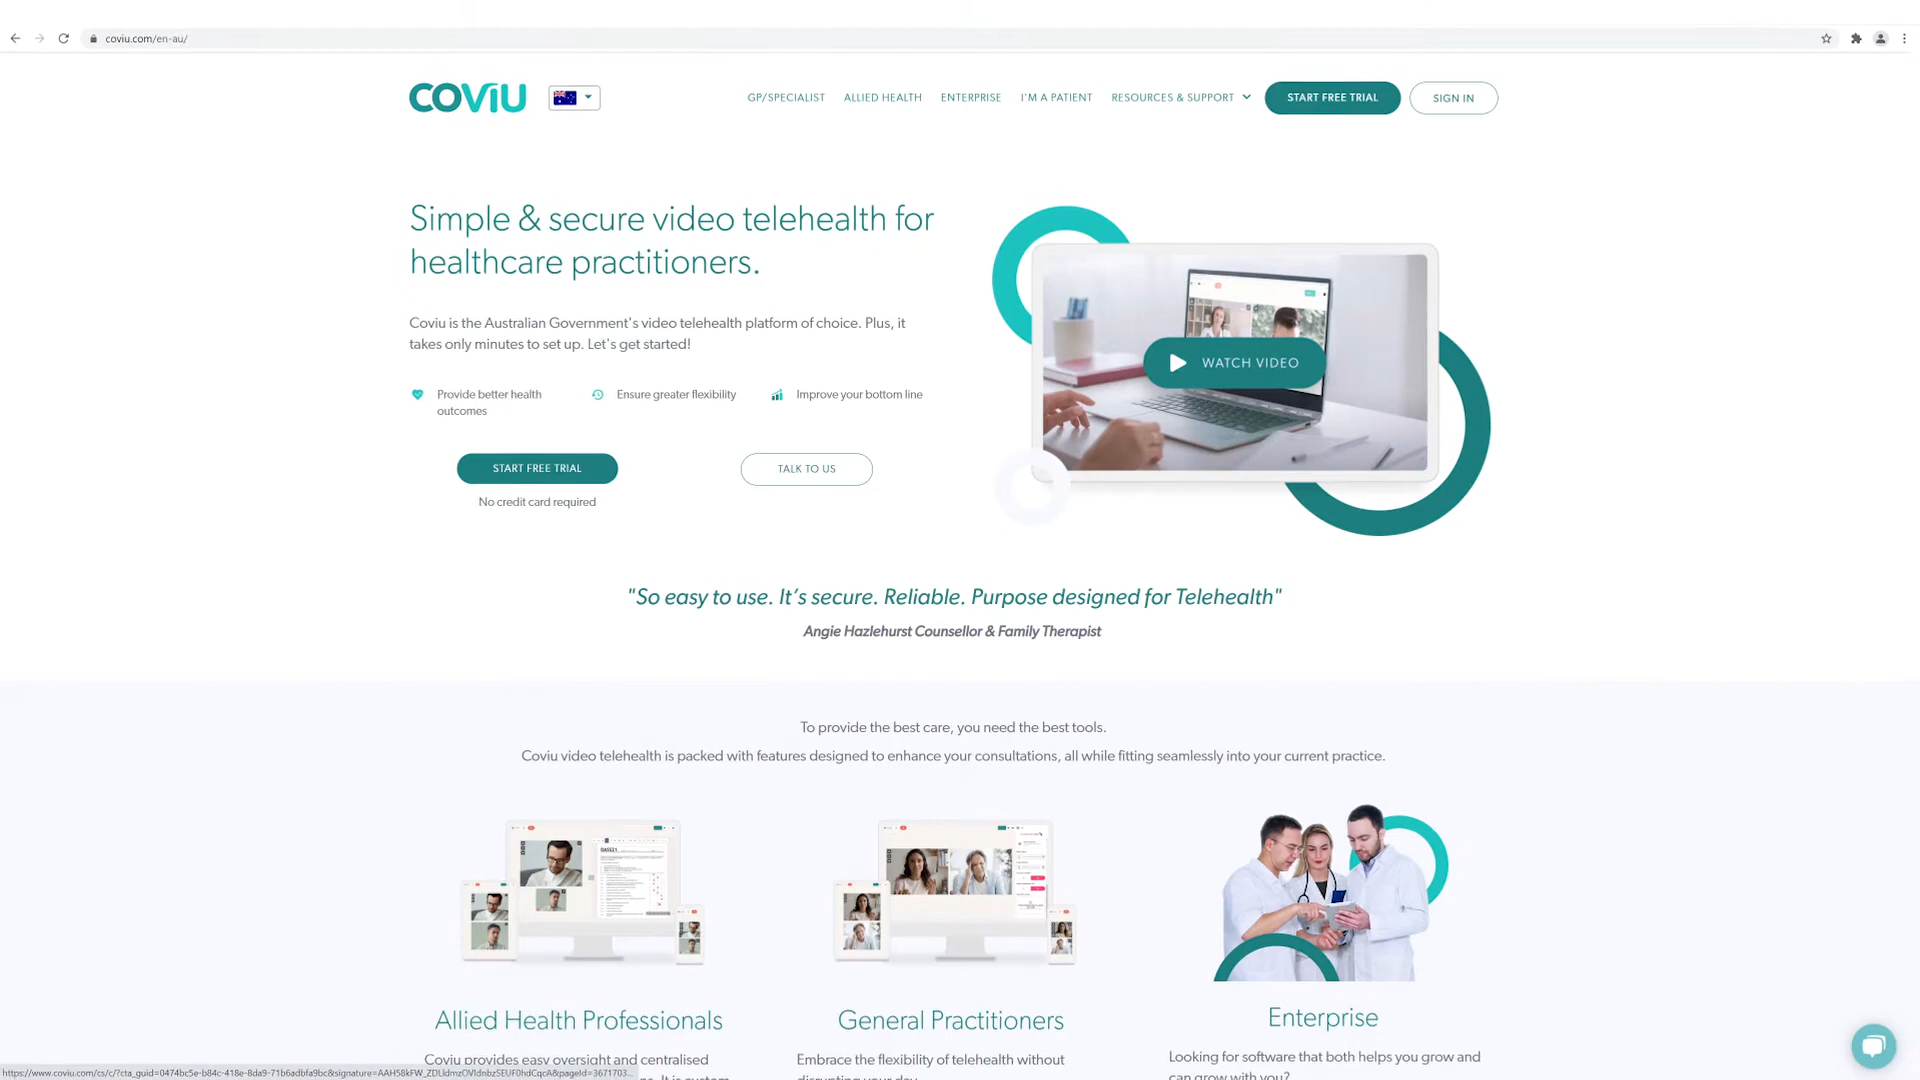 coviu.com/en-au/
COVIU
GP/SPECIALIST
ALLIED HEALTH
ENTERPRISE
I'M A PATIENT
RESOURCES & SUPPORT
START FREE TRIAL
SIGN IN
Simple & secure video telehealth for
healthcare practitioners.
Coviu is the Australian Government's video telehealth platform of choice. Plus, it
takes only minutes to set up. Let's get started!
Provide better health
outcomes
Ensure greater flexibility
Improve your bottom line
START FREE TRIAL
TALK TO US
No credit card required
WATCH VIDEO
"So easy to use. It's secure. Reliable. Purpose designed for Telehealth"
Angie Hazlehurst Counsellor & Family Therapist
To provide the best care, you need the best tools.
Coviu video telehealth is packed with features designed to enhance your consultations, all while fitting seamlessly into your current practice.
Allied Health Professionals
Coviu provides easy oversight and centralised
General Practitioners
Embrace the flexibility of telehealth without
disrupting your day.
Enterprise
Looking for software that both helps you grow and
can grow with you?